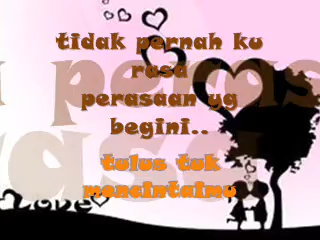 tidak pernah ku
rasa
perasaan yg
begini..
tulus tuk
mencintaimu